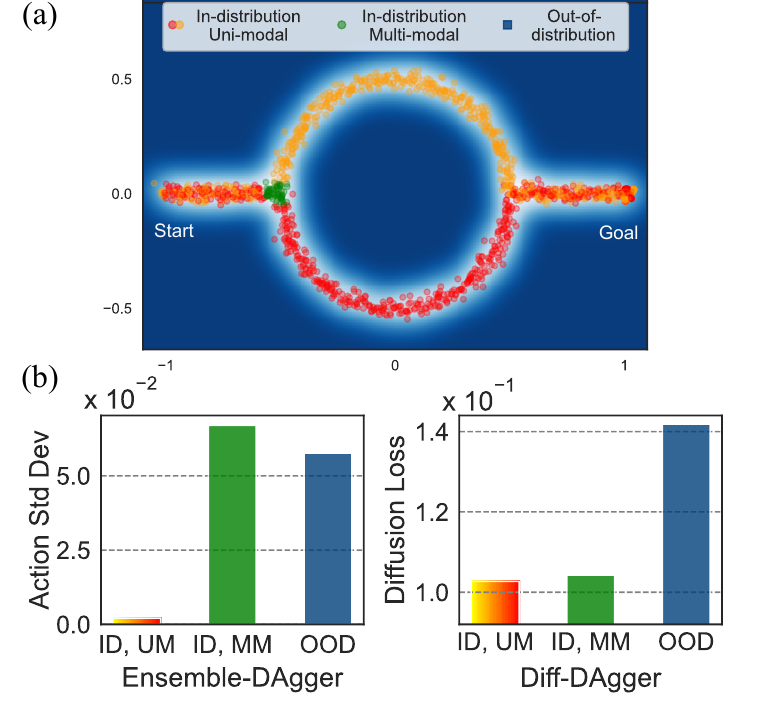 (a)
In-distribution
Uni-modal
In-distribution
Multi-modal
Out-of-
distribution
0.5
0.0
−0.5
Start
Goal
−1
0
1
(b)
x 10⁻²
Action Std Dev
5.0
2.5
0.0
ID, UM
ID, MM
OOD
Ensemble-DAgger
x 10⁻¹
Diffusion Loss
1.4
1.2
1.0
ID, UM
ID, MM
OOD
Diff-DAgger